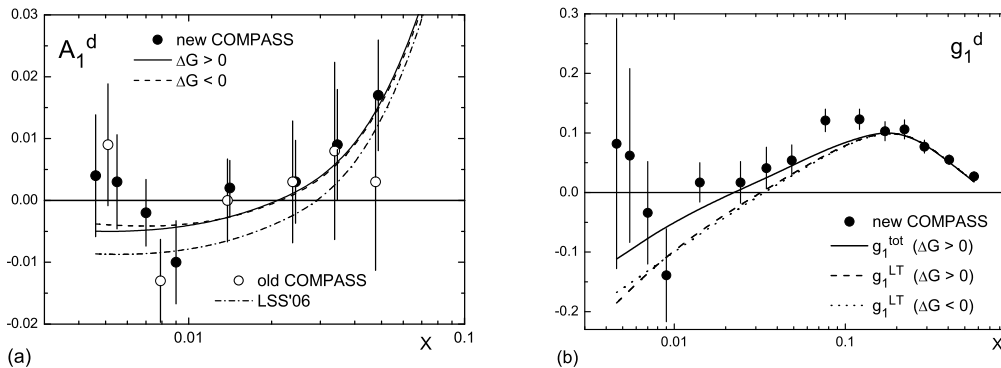 0.03
0.02
0.01
0.00
-0.01
-0.02
A₁ᵈ
new COMPASS
ΔG > 0
ΔG < 0
old COMPASS
LSS'06
0.01
0.1
X
(a)
0.3
0.2
0.1
0.0
-0.1
-0.2
g₁ᵈ
new COMPASS
g₁ᵗᵒᵗ (ΔG > 0)
g₁ᴸᵀ (ΔG > 0)
g₁ᴸᵀ (ΔG < 0)
0.01
0.1
X
(b)